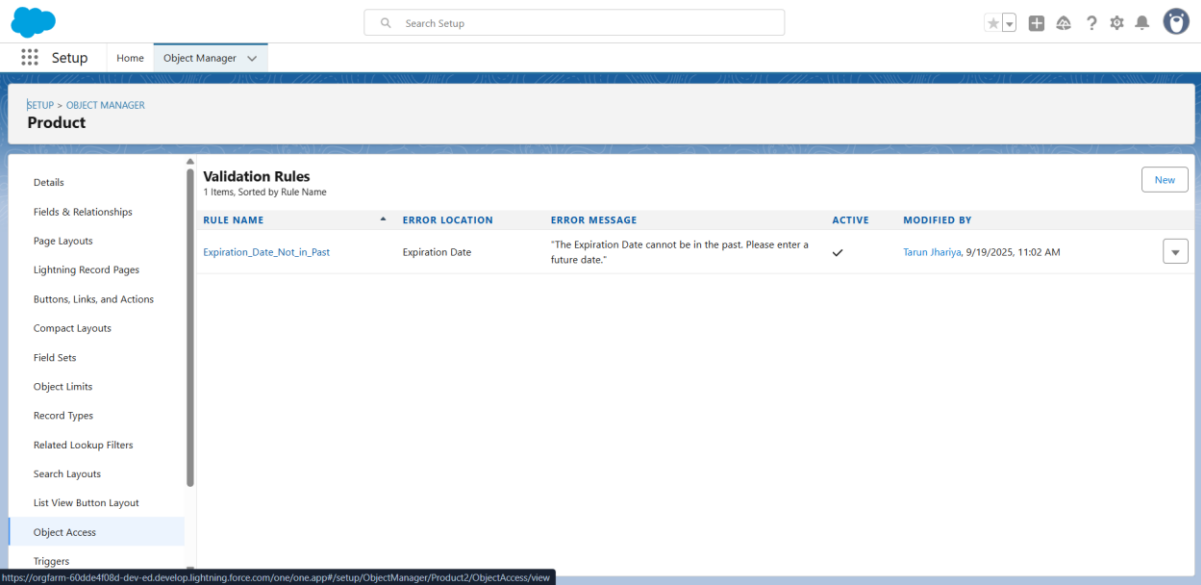 Search Setup
Setup
Home
Object Manager
SETUP > OBJECT MANAGER
Product
Details
Fields & Relationships
Page Layouts
Lightning Record Pages
Buttons, Links, and Actions
Compact Layouts
Field Sets
Object Limits
Record Types
Related Lookup Filters
Search Layouts
List View Button Layout
Object Access
Triggers
Validation Rules
1 Items, Sorted by Rule Name
New
RULE NAME ERROR LOCATION ERROR MESSAGE ACTIVE MODIFIED BY
Expiration_Date_Not_in_Past Expiration Date "The Expiration Date cannot be in the past. Please enter a
future date." Tarun Jhariya, 9/19/2025, 11:02 AM
https://orgfarm-60dde4f08d-dev-ed.develop.lightning.force.com/one/one.app#/setup/ObjectManager/Product2/ObjectAccess/view